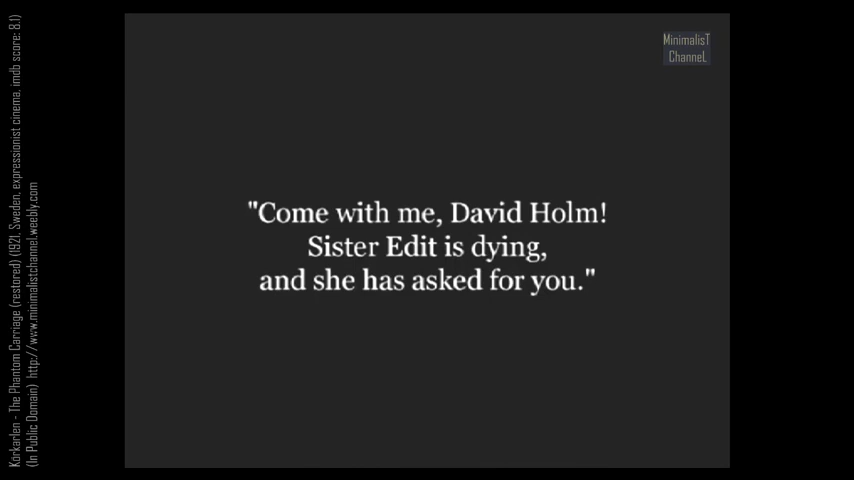 MinimalisT
ChanneL
"Come with me, David Holm!
Sister Edit is dying,
and she has asked for you."
Körkarlen - The Phantom Carriage (restored) (1921, Sweden, expressionist cinema, imdb score: 8.1)
(In Public Domain) http://www.minimalistchannel.weebly.com